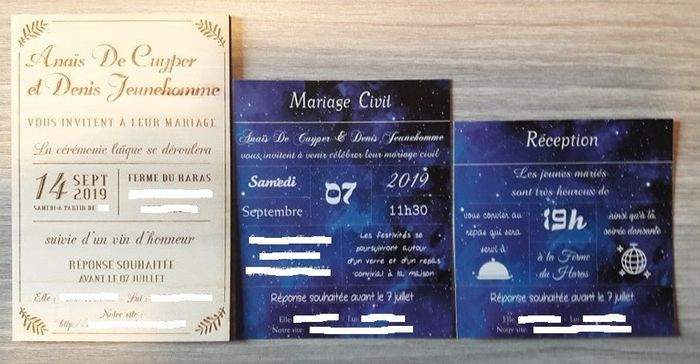 Anaïs De Cuyper
et Denis Jeunehomme
VOUS INVITENT À LEUR MARIAGE
La cérémonie laïque se déroulera
14 SEPT
2019
SAMEDI À PARTIR DE
FERME DU HARAS
suivie d'un vin d'honneur
RÉPONSE SOUHAITÉE
AVANT LE 07 JUILLET
Elle : Lui :
Notre site :
http://
Mariage Civil
Anaïs De Cuyper & Denis Jeunehomme
vous invitent à venir célébrer leur mariage civil
Samedi
07
2019
Septembre
11h30
Les festivités se
poursuivront autour
d'un verre et d'un repas
convivial à la maison.
Réponse souhaitée avant le 7 juillet
Elle: Lui:
Notre site:
Réception
Les jeunes mariés
sont très heureux de
vous convier au
repas qui sera
servi à
19h
à la Ferme
du Haras
ainsi qu'à la
soirée dansante
Réponse souhaitée avant le 7 juillet
Elle: Lui:
Notre site: